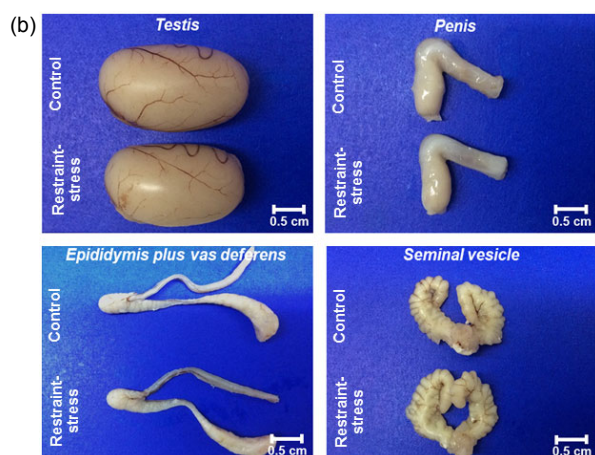 (b)
Testis
Control
Restraint-
stress
0.5 cm
Penis
Control
Restraint-
stress
0.5 cm
Epididymis plus vas deferens
Control
Restraint-
stress
0.5 cm
Seminal vesicle
Control
Restraint-
stress
0.5 cm